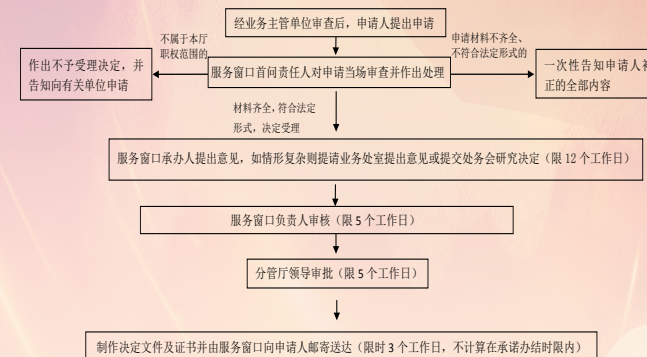 经业务主管单位审查后，申请人提出申请
不属于本厅
职权范围的
申请材料不齐全、
不符合法定形式的
作出不予受理决定，并
告知向有关单位申请
服务窗口首问责任人对申请当场审查并作出处理
一次性告知申请人补
正的全部内容
材料齐全，符合法定
形式，决定受理
服务窗口承办人提出意见，如情形复杂则提请业务处室提出意见或提交处务会研究决定（限 12 个工作日）
服务窗口负责人审核（限 5 个工作日）
分管厅领导审批（限 5 个工作日）
制作决定文件及证书并由服务窗口向申请人邮寄送达（限时 3 个工作日，不计算在承诺办结时限内）